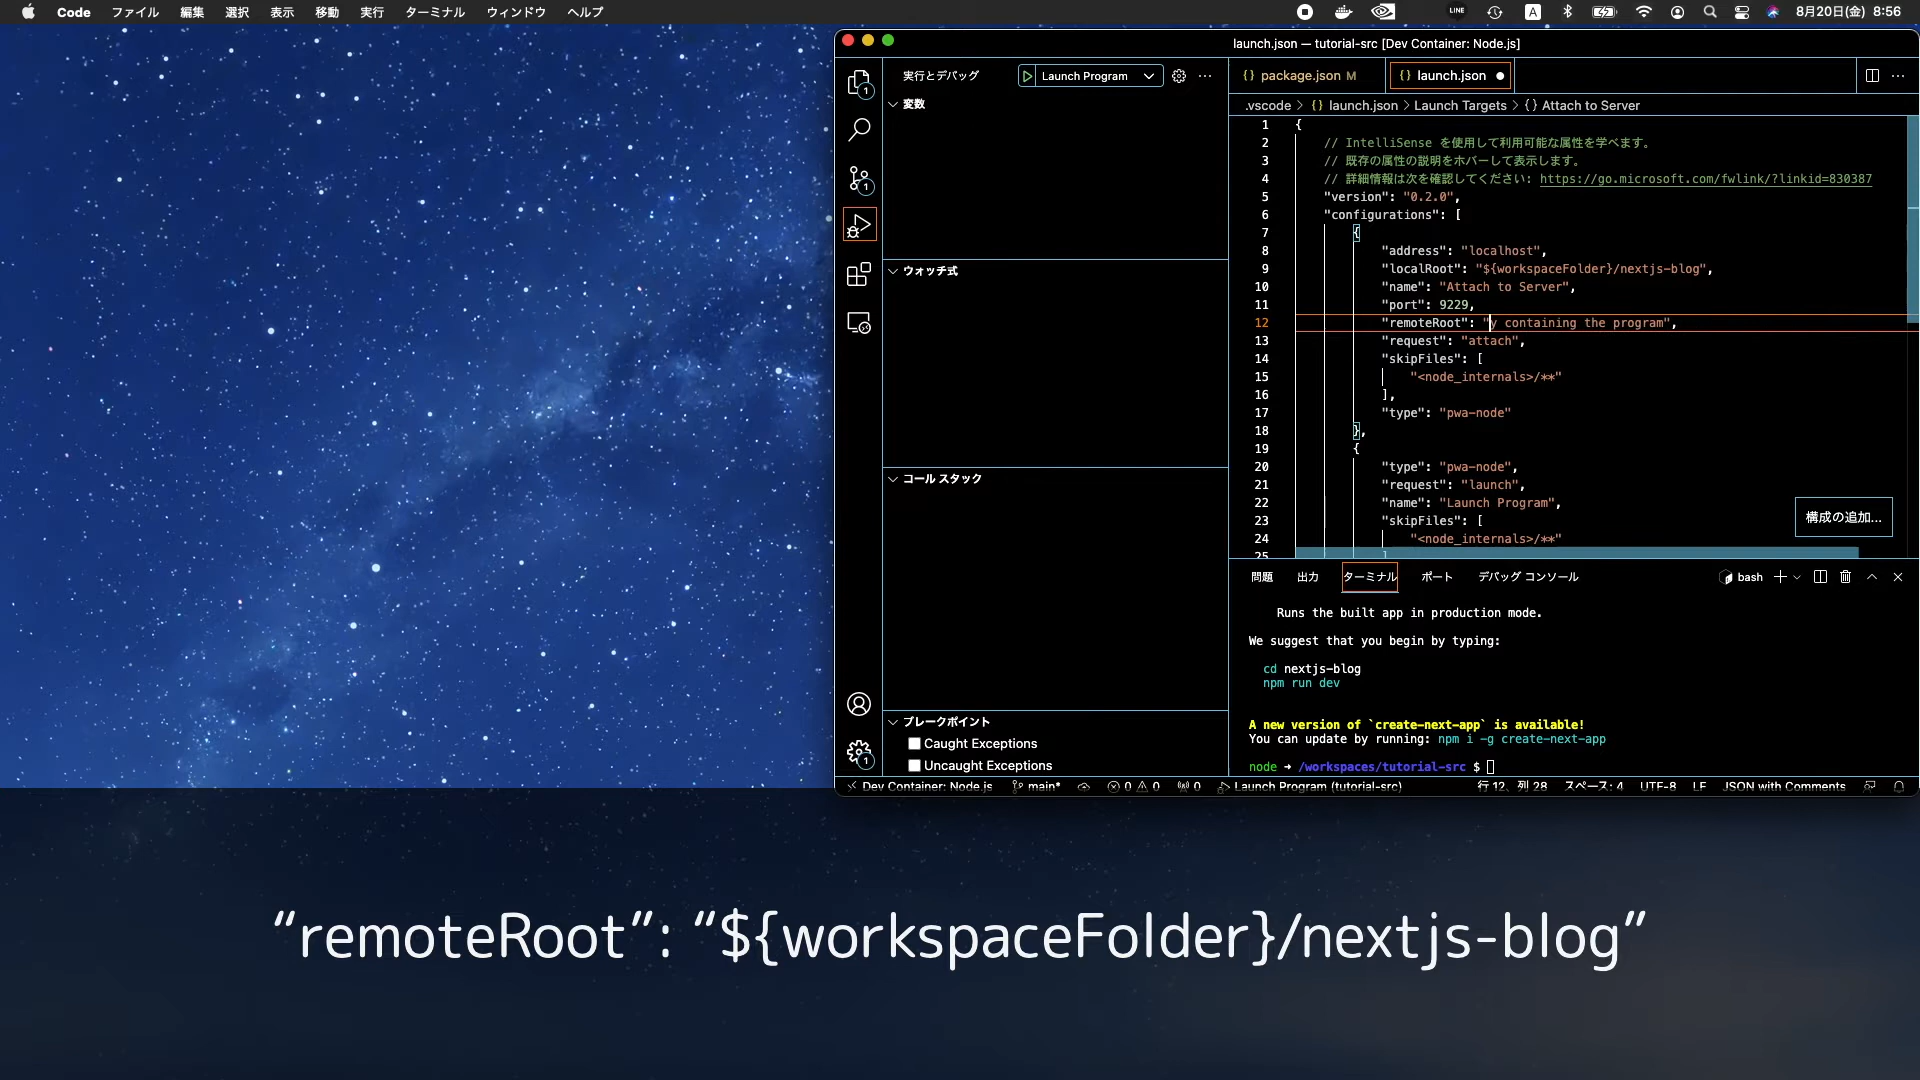 Code ファイル 編集 選択 表示 移動 実行 ターミナル ウィンドウ ヘルプ
LINE A 8月20日(金) 8:56
launch.json — tutorial-src [Dev Container: Node.js]
実行とデバッグ Launch Program
package.json M launch.json
変数
.vscode > {} launch.json > Launch Targets > {} Attach to Server
1 {
2 // IntelliSense を使用して利用可能な属性を学べます。
3 // 既存の属性の説明をホバーして表示します。
4 // 詳細情報は次を確認してください: https://go.microsoft.com/fwlink/?linkid=830387
5 "version": "0.2.0",
6 "configurations": [
7 {
8 "address": "localhost",
9 "localRoot": "${workspaceFolder}/nextjs-blog",
10 "name": "Attach to Server",
11 "port": 9229,
12 "remoteRoot": "y containing the program",
13 "request": "attach",
14 "skipFiles": [
15 "<node_internals>/**"
16 ],
17 "type": "pwa-node"
18 },
19 {
20 "type": "pwa-node",
21 "request": "launch",
22 "name": "Launch Program",
23 "skipFiles": [
24 "<node_internals>/**"
25 ]
構成の追加...
ウォッチ式
コール スタック
ブレークポイント
Caught Exceptions
Uncaught Exceptions
1
1
1
問題 出力 ターミナル ポート デバッグ コンソール bash
Runs the built app in production mode.
We suggest that you begin by typing:
cd nextjs-blog
npm run dev
A new version of `create-next-app` is available!
You can update by running: npm i -g create-next-app
node ➜ /workspaces/tutorial-src $
Dev Container: Node.js main* 0 0 0 Launch Program (tutorial-src) 行 12、列 28 スペース: 4 UTF-8 LF JSON with Comments
“remoteRoot”: “${workspaceFolder}/nextjs-blog”